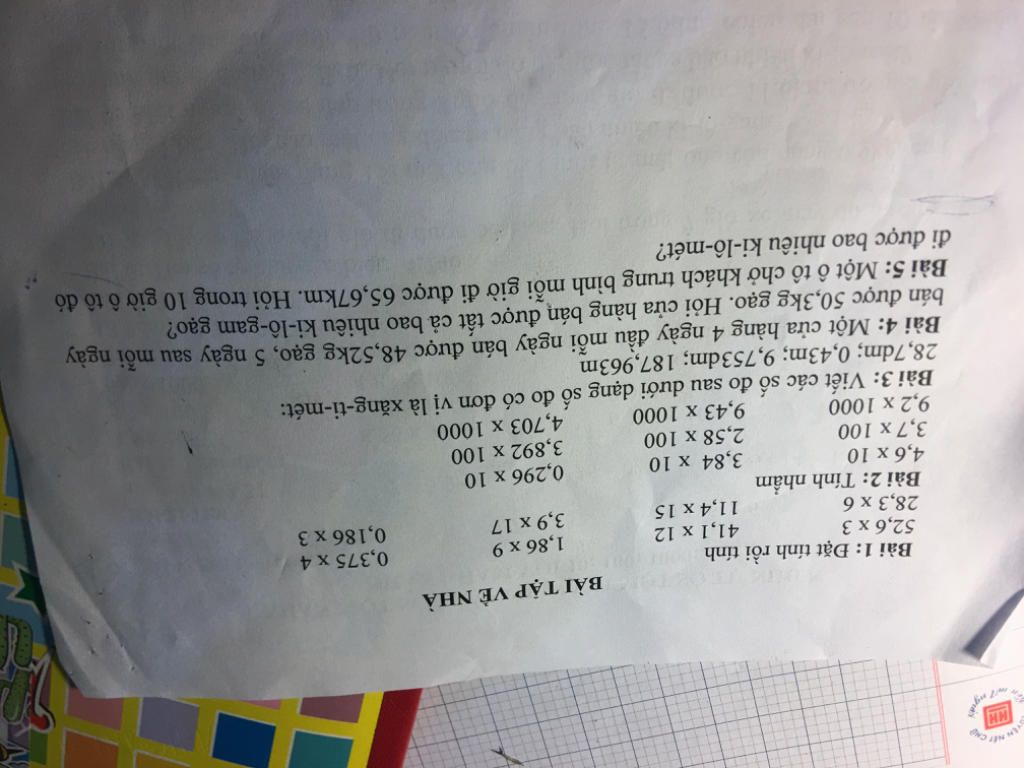 BÀI TẬP VỀ NHÀ
Bài 1: Đặt tính rồi tính
52,6 x 3 41,1 x 12 1,86 x 9 0,375 x 4
28,3 x 6 11,4 x 15 3,9 x 17 0,186 x 3
Bài 2: Tính nhẩm
4,6 x 10 3,84 x 10 0,296 x 10
3,7 x 100 2,58 x 100 3,892 x 100
9,2 x 1000 9,43 x 1000 4,703 x 1000
Bài 3: Viết các số đo sau dưới dạng số đo có đơn vị là xăng-ti-mét:
28,7dm; 0,43m; 9,753dm; 187,963m
Bài 4: Một cửa hàng 4 ngày đầu mỗi ngày bán được 48,52kg gạo, 5 ngày sau mỗi ngày
bán được 50,3kg gạo. Hỏi cửa hàng bán được tất cả bao nhiêu ki-lô-gam gạo?
Bài 5: Một ô tô chở khách trung bình mỗi giờ đi được 65,67km. Hỏi trong 10 giờ ô tô đó
đi được bao nhiêu ki-lô-mét?